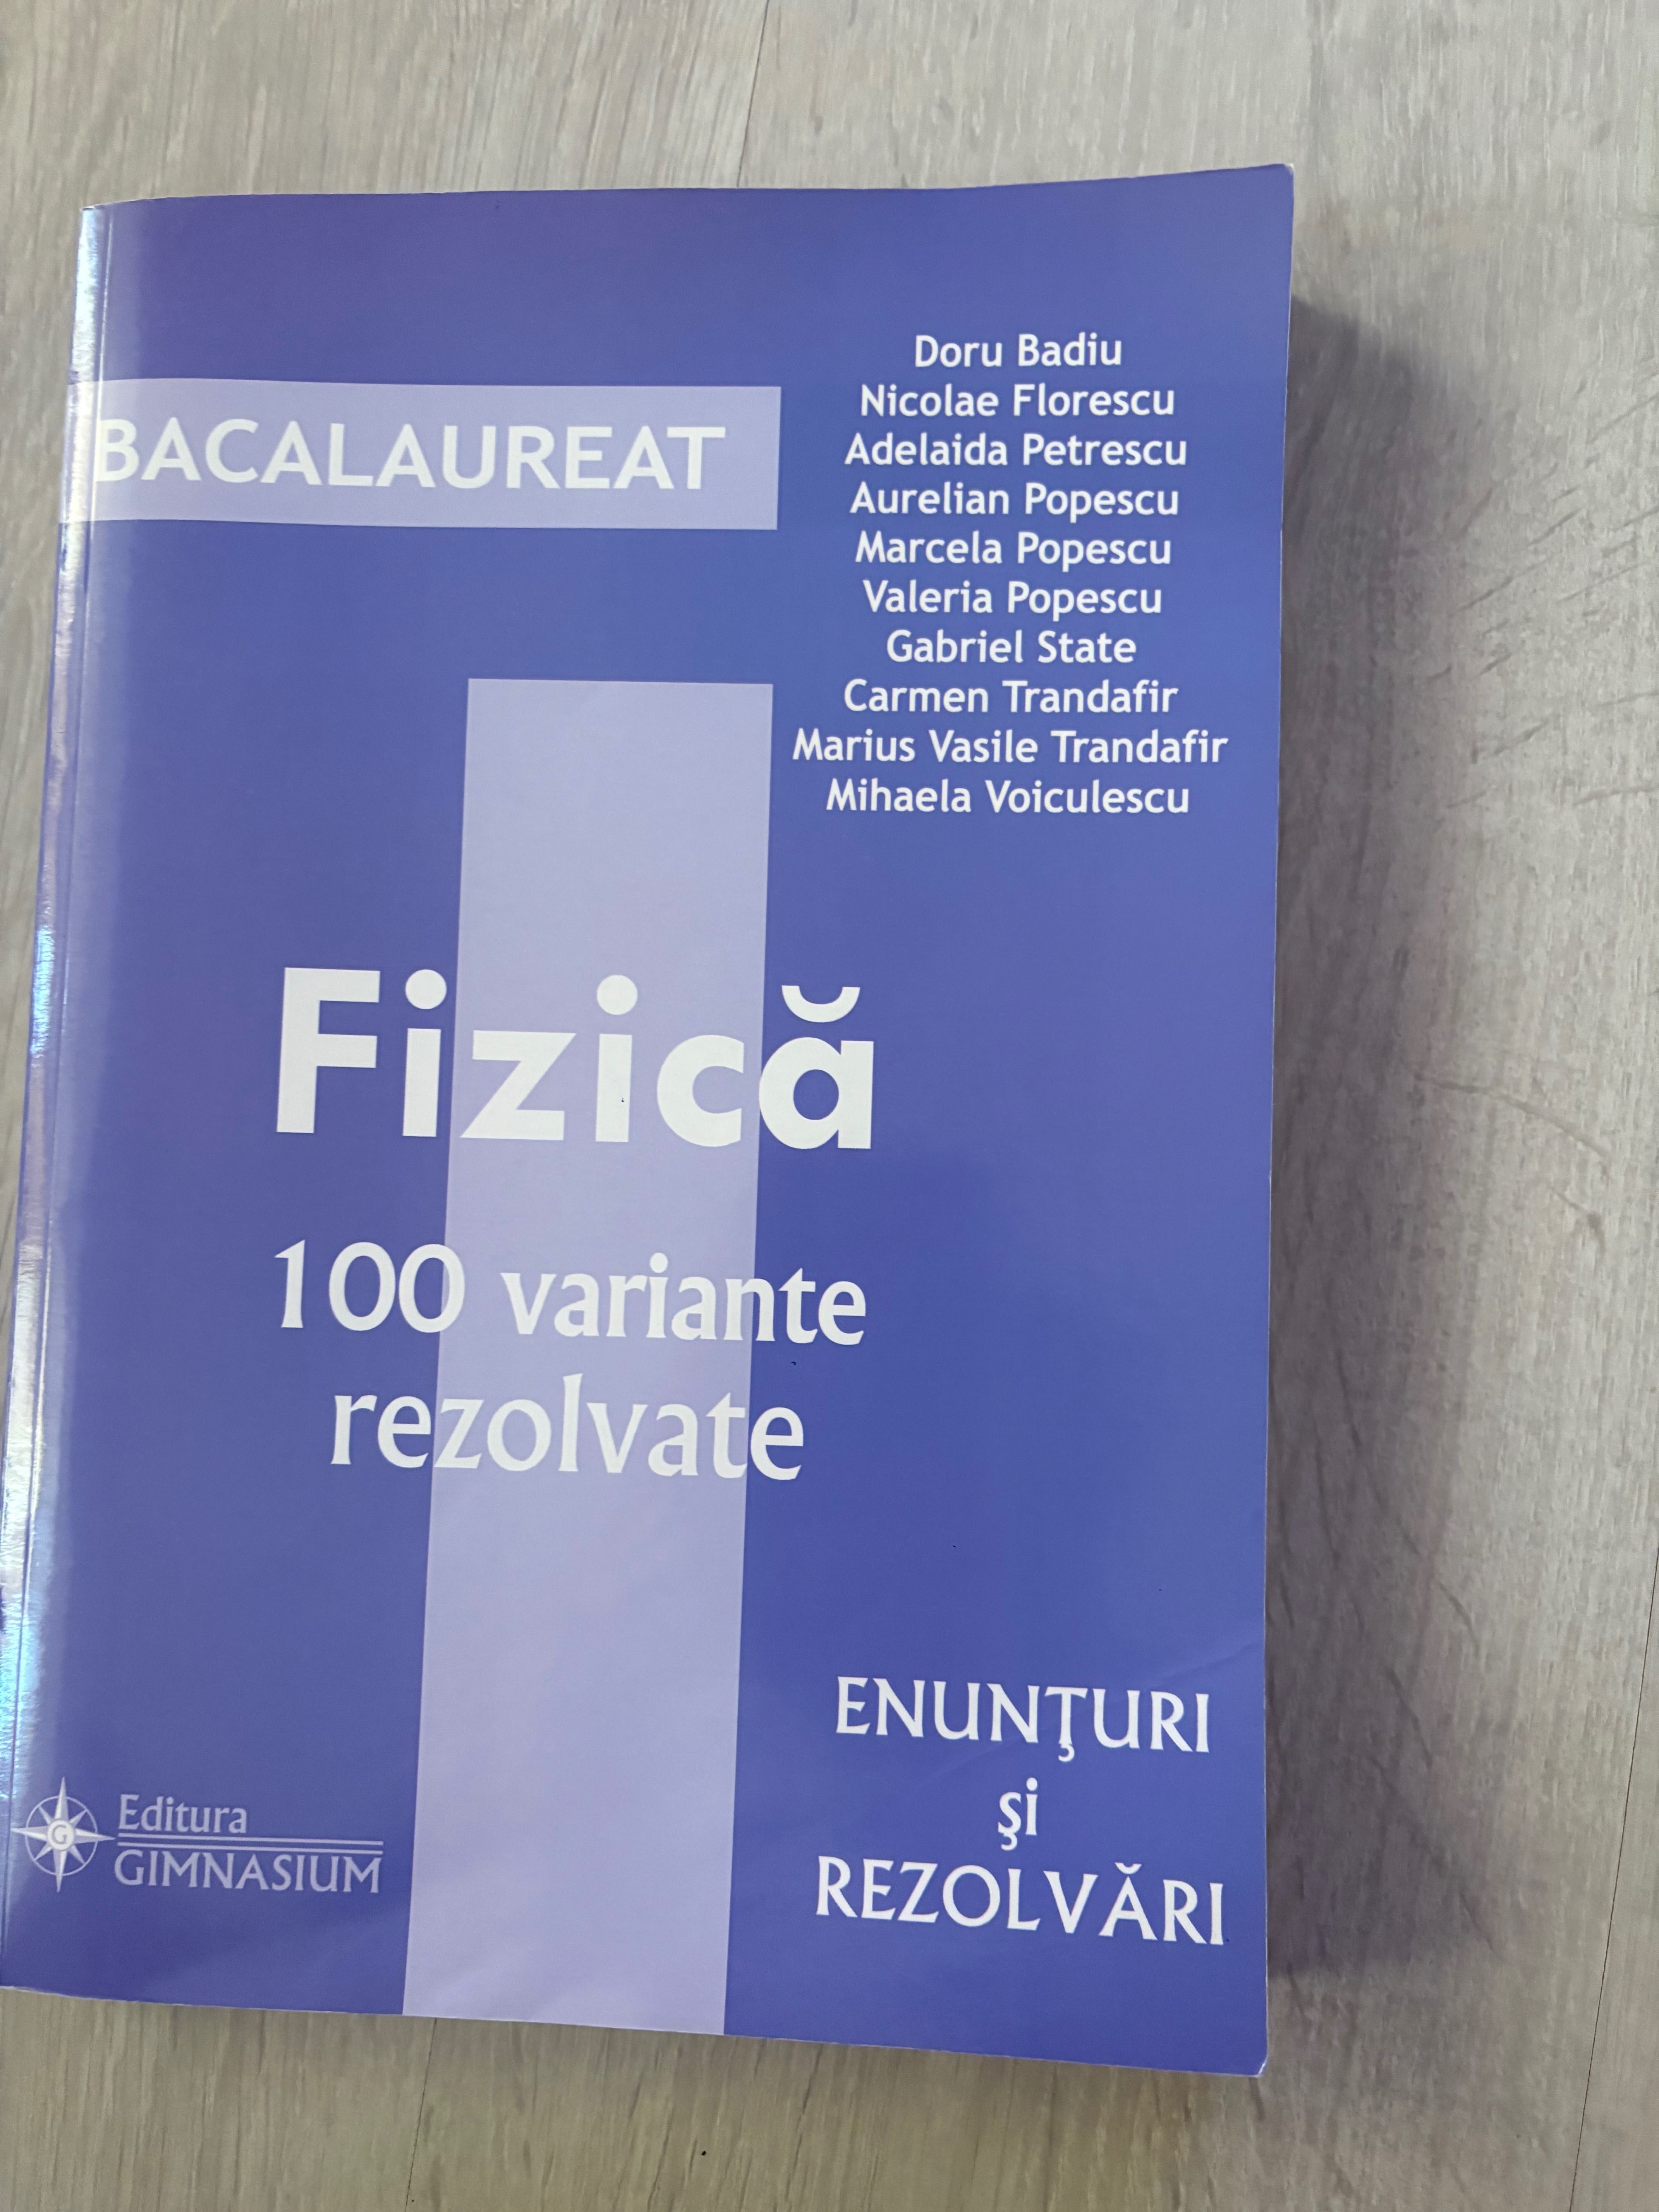 Doru Badiu
Nicolae Florescu
Adelaida Petrescu
Aurelian Popescu
Marcela Popescu
Valeria Popescu
Gabriel State
Carmen Trandafir
Marius Vasile Trandafir
Mihaela Voiculescu
BACALAUREAT
Fizică
100 variante
rezolvate
ENUNŢURI
şi
REZOLVĂRI
G
Editura
GIMNASIUM